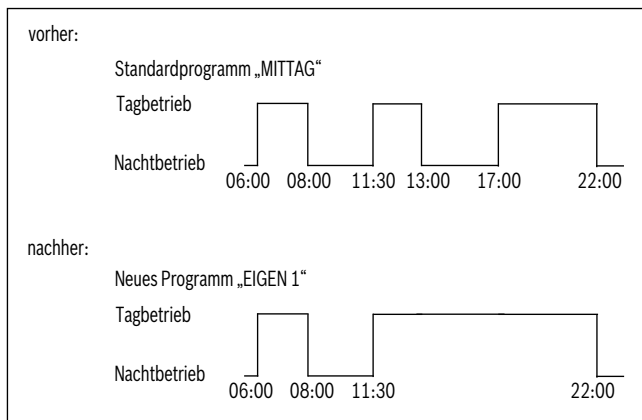 vorher:
Standardprogramm „MITTAG“
Tagbetrieb
Nachtbetrieb
06:00 08:00 11:30 13:00 17:00 22:00
nachher:
Neues Programm „EIGEN 1“
Tagbetrieb
Nachtbetrieb
06:00 08:00 11:30 22:00